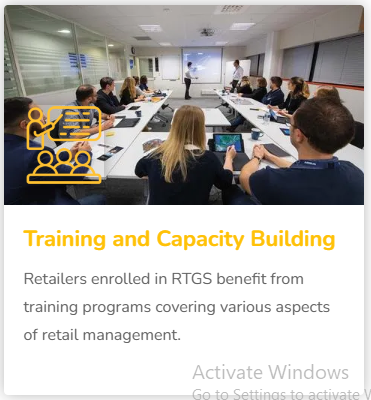 Training and Capacity Building
Retailers enrolled in RTGS benefit from
training programs covering various aspects
of retail management.
Activate Windows
Go to Settings to activate W